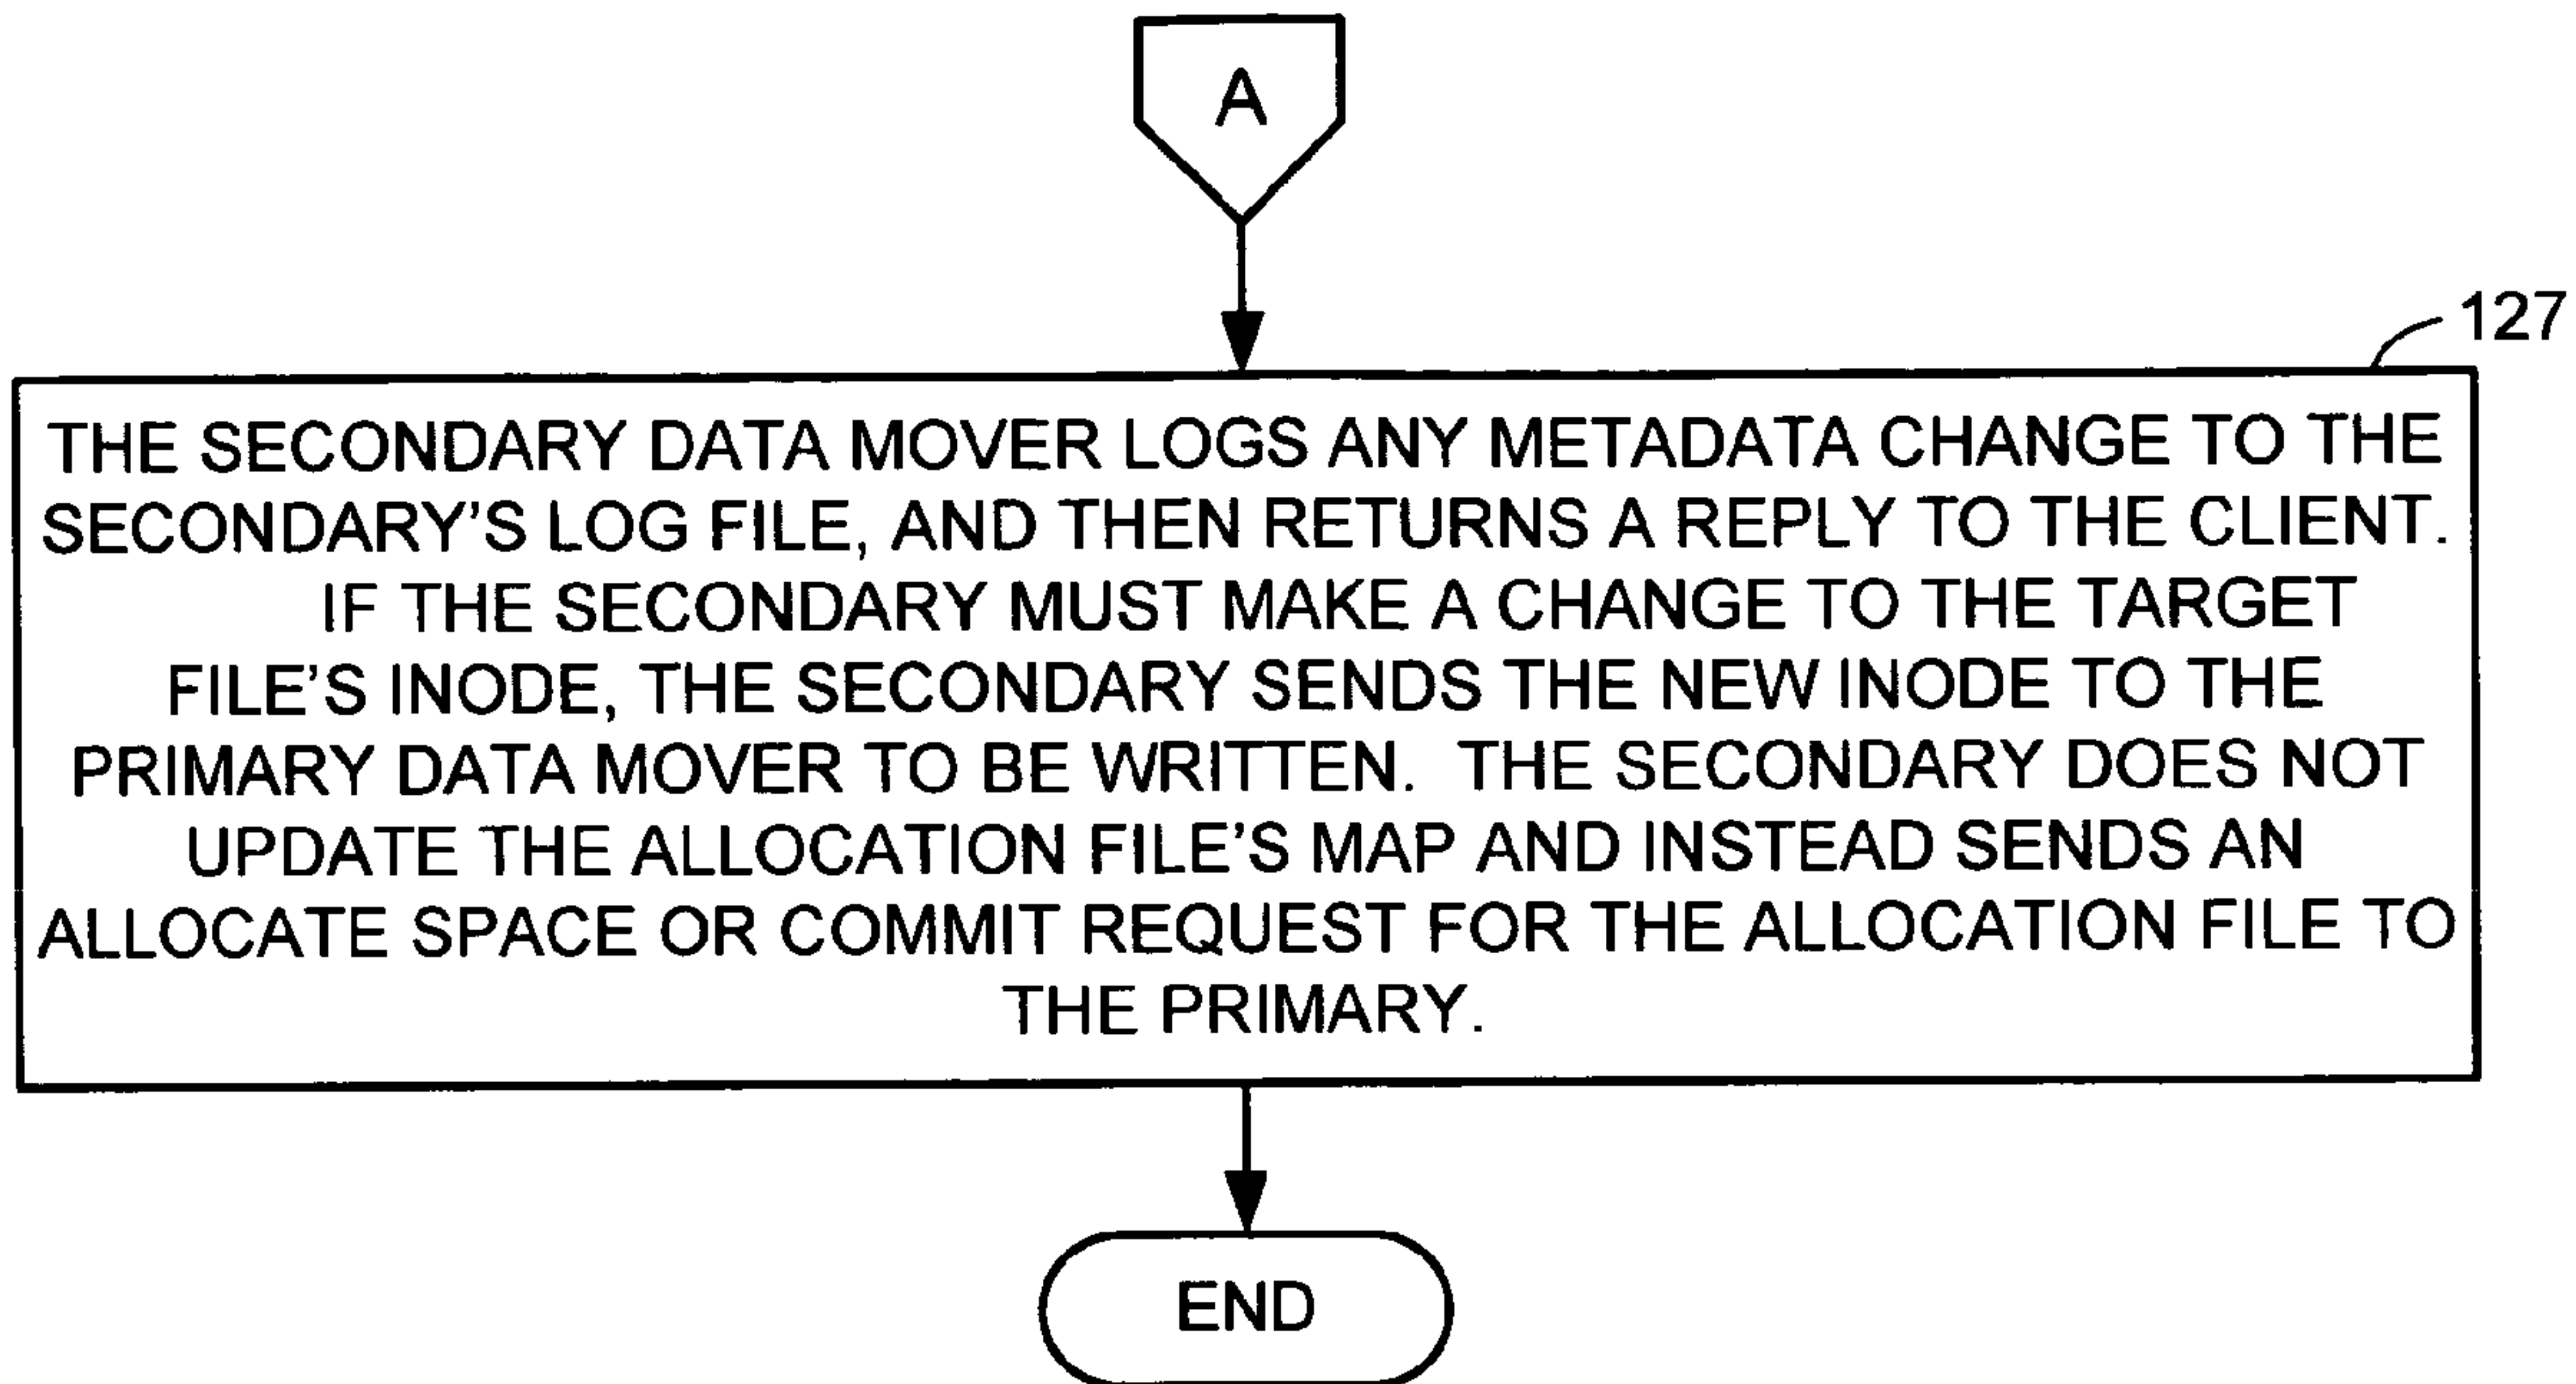 A
127
THE SECONDARY DATA MOVER LOGS ANY METADATA CHANGE TO THE
SECONDARY'S LOG FILE, AND THEN RETURNS A REPLY TO THE CLIENT.
IF THE SECONDARY MUST MAKE A CHANGE TO THE TARGET
FILE'S INODE, THE SECONDARY SENDS THE NEW INODE TO THE
PRIMARY DATA MOVER TO BE WRITTEN. THE SECONDARY DOES NOT
UPDATE THE ALLOCATION FILE'S MAP AND INSTEAD SENDS AN
ALLOCATE SPACE OR COMMIT REQUEST FOR THE ALLOCATION FILE TO
THE PRIMARY.
END